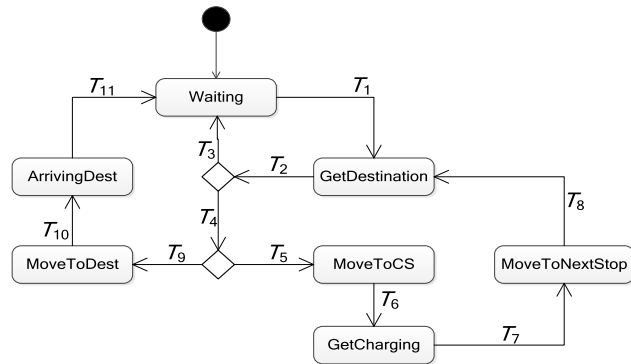 T11
Waiting
T1
T3
ArrivingDest
T2
GetDestination
T4
T8
T10
MoveToDest
T9
T5
MoveToCS
MoveToNextStop
T6
GetCharging
T7